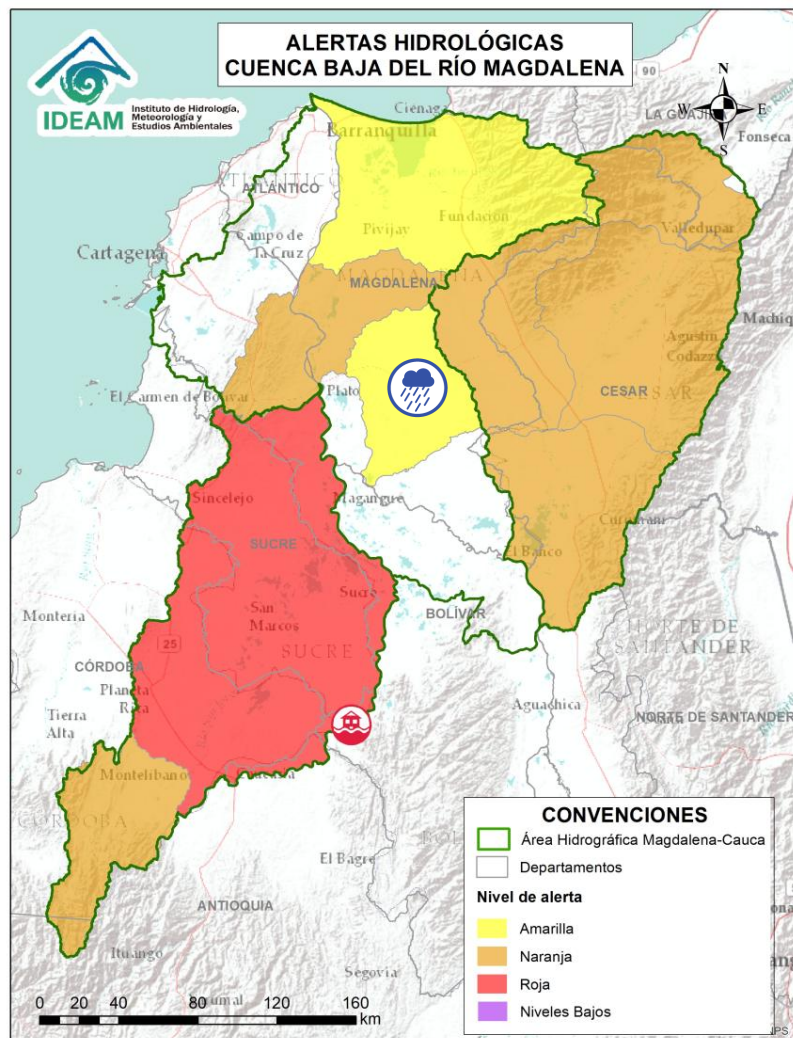 ALERTAS HIDROLÓGICAS
CUENCA BAJA DEL RÍO MAGDALENA
IDEAM
Instituto de Hidrología,
Meteorología y
Estudios Ambientales
90
N
W
E
S
Ciénaga
LA GUAJIRA
Barranquilla
Fonseca
ATLÁNTICO
Pivijay
Fundación
Valledupar
Cartagena
Campo de
La Cruz
MAGDALENA
MAGDALENA
Machiq
Agustín
Codazzi
CESAR
El Carmen de Bolívar
Plato
Sincelejo
Magangue
SUCRE
El Banco
Sucre
BOLÍVAR
Montería
San
Marcos
SUCRE
NORTE DE
SANTANDER
25
CÓRDOBA
Planeta
Rica
Aguachica
Tierra
Alta
NORTE DE SANTANDER
Montelíbano
CÓRDOBA
El Bagre
ANTIOQUIA
Ituango
Segovia
CONVENCIONES
Área Hidrográfica Magdalena-Cauca
Departamentos
Nivel de alerta
Amarilla
Naranja
Roja
Niveles Bajos
0 20 40 80 120 160
km